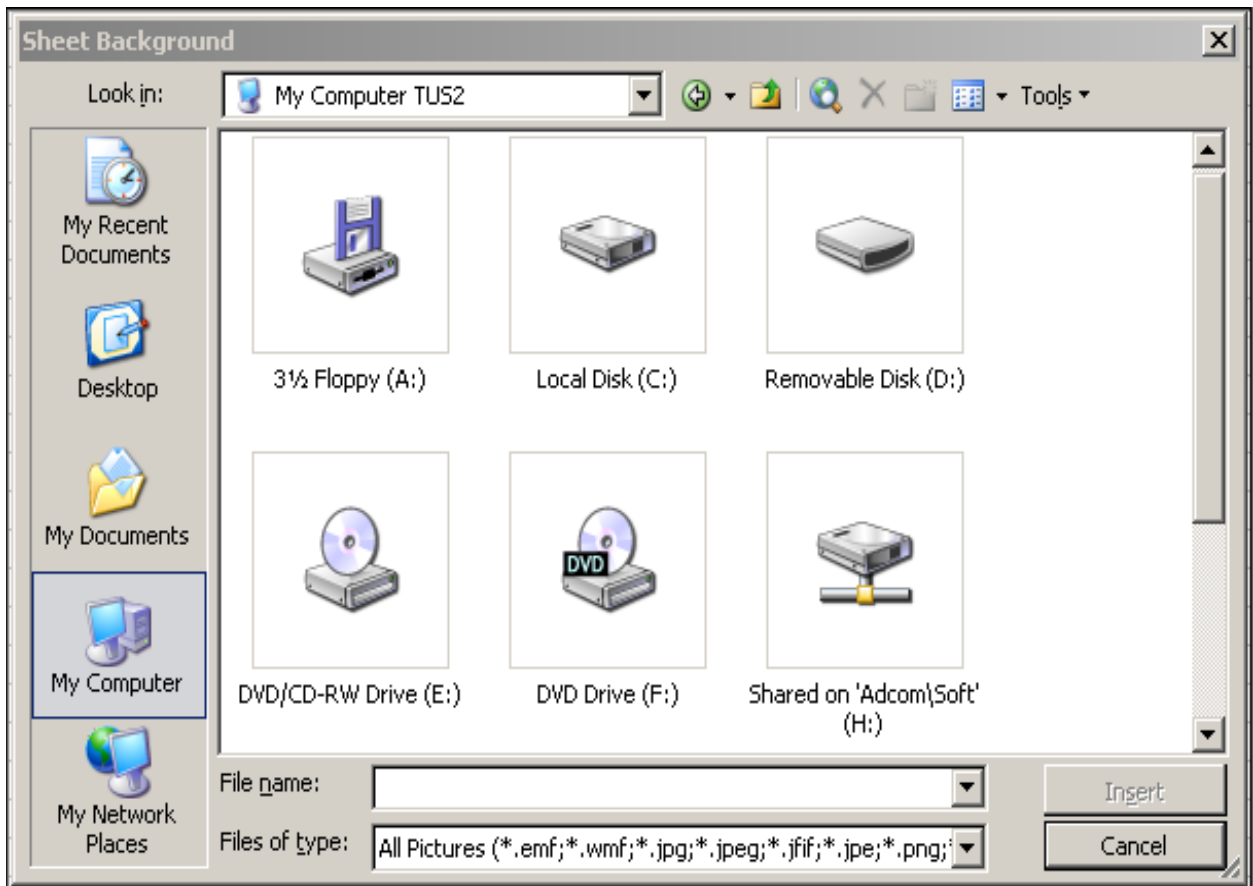 Sheet Background
Look in:
My Computer TUS2
Tools
My Recent
Documents
Desktop
My Documents
My Computer
My Network
Places
3½ Floppy (A:)
Local Disk (C:)
Removable Disk (D:)
DVD
DVD/CD-RW Drive (E:)
DVD Drive (F:)
Shared on 'Adcom\Soft'
(H:)
File name:
Insert
Files of type:
All Pictures (*.emf;*.wmf;*.jpg;*.jpeg;*.jfif;*.jpe;*.png;
Cancel